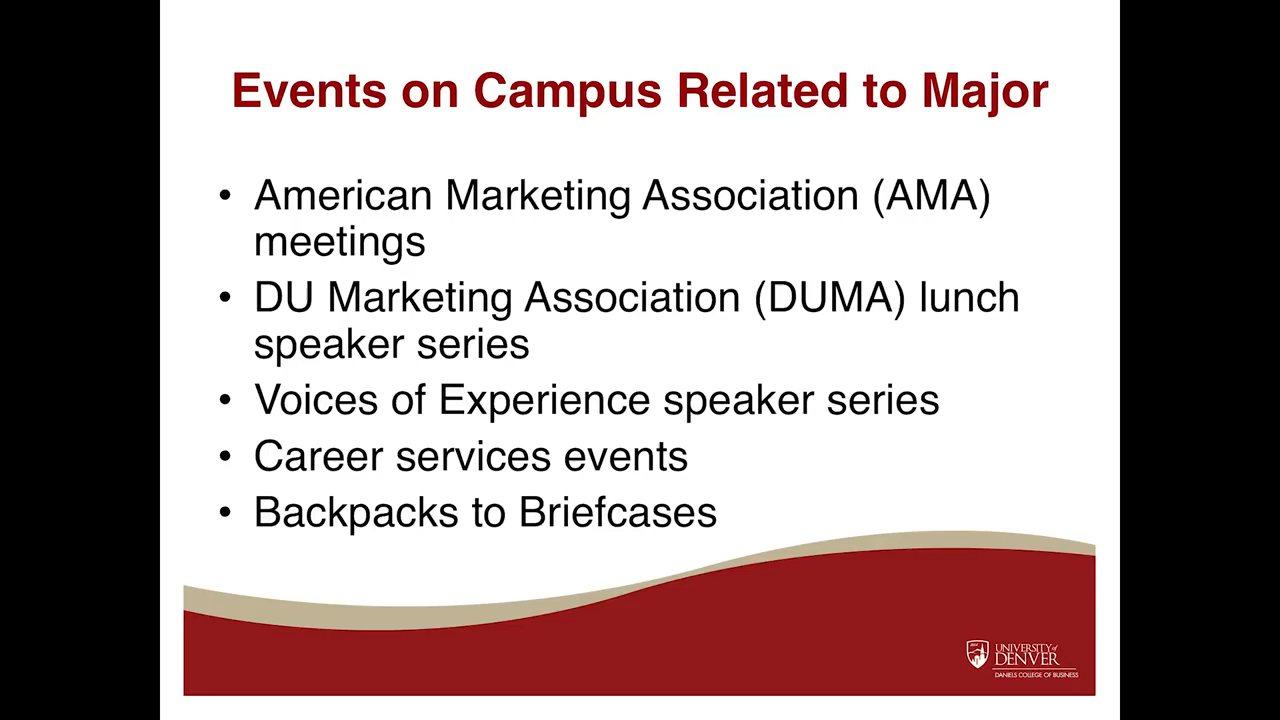 Events on Campus Related to Major
• American Marketing Association (AMA)
meetings
• DU Marketing Association (DUMA) lunch
speaker series
• Voices of Experience speaker series
• Career services events
• Backpacks to Briefcases
UNIVERSITY of
DENVER
DANIELS COLLEGE OF BUSINESS